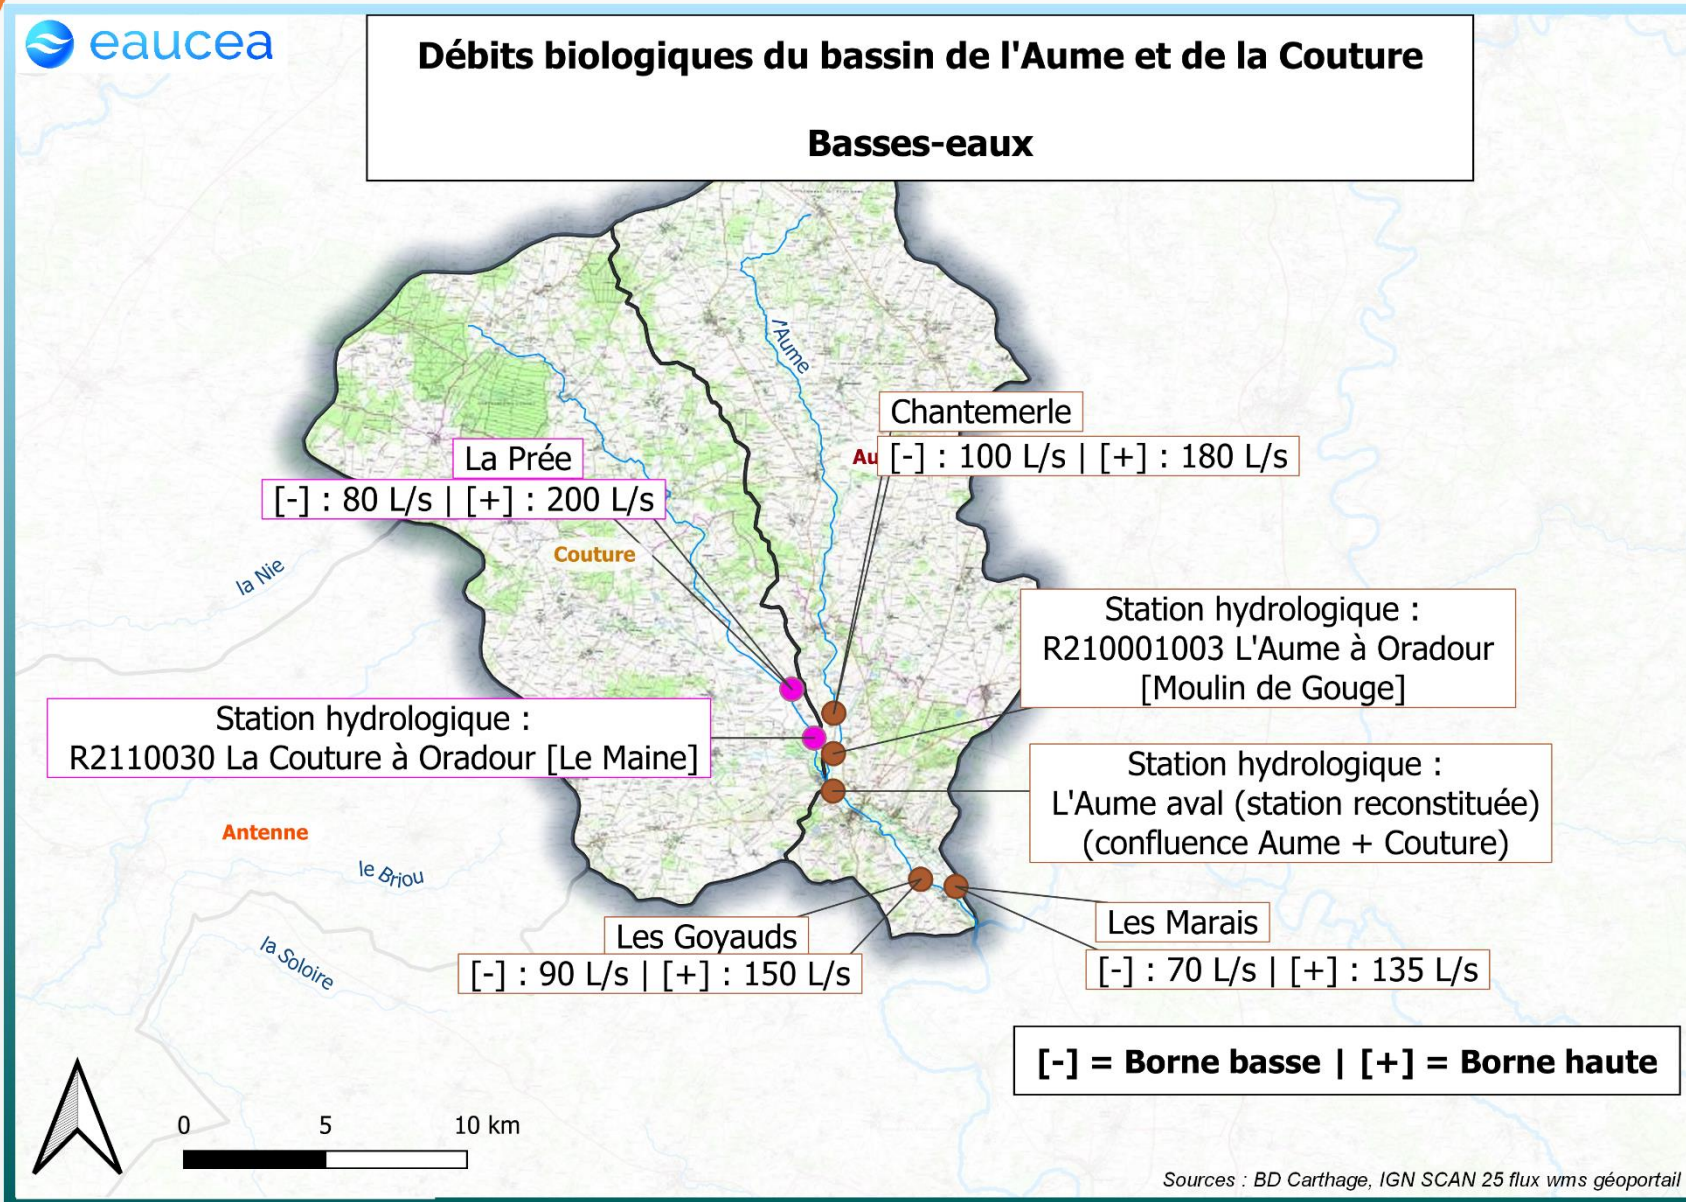 eaucea
Débits biologiques du bassin de l'Aume et de la Couture
Basses-eaux
l'Aume
Chantemerle
Au
[-] : 100 L/s | [+] : 180 L/s
La Prée
[-] : 80 L/s | [+] : 200 L/s
Couture
la Nie
Station hydrologique :
R210001003 L'Aume à Oradour
[Moulin de Gouge]
Station hydrologique :
R2110030 La Couture à Oradour [Le Maine]
Station hydrologique :
L'Aume aval (station reconstituée)
(confluence Aume + Couture)
Antenne
le Briou
la Soloire
Les Goyauds
[-] : 90 L/s | [+] : 150 L/s
Les Marais
[-] : 70 L/s | [+] : 135 L/s
[-] = Borne basse | [+] = Borne haute
0 5 10 km
Sources : BD Carthage, IGN SCAN 25 flux wms géoportail